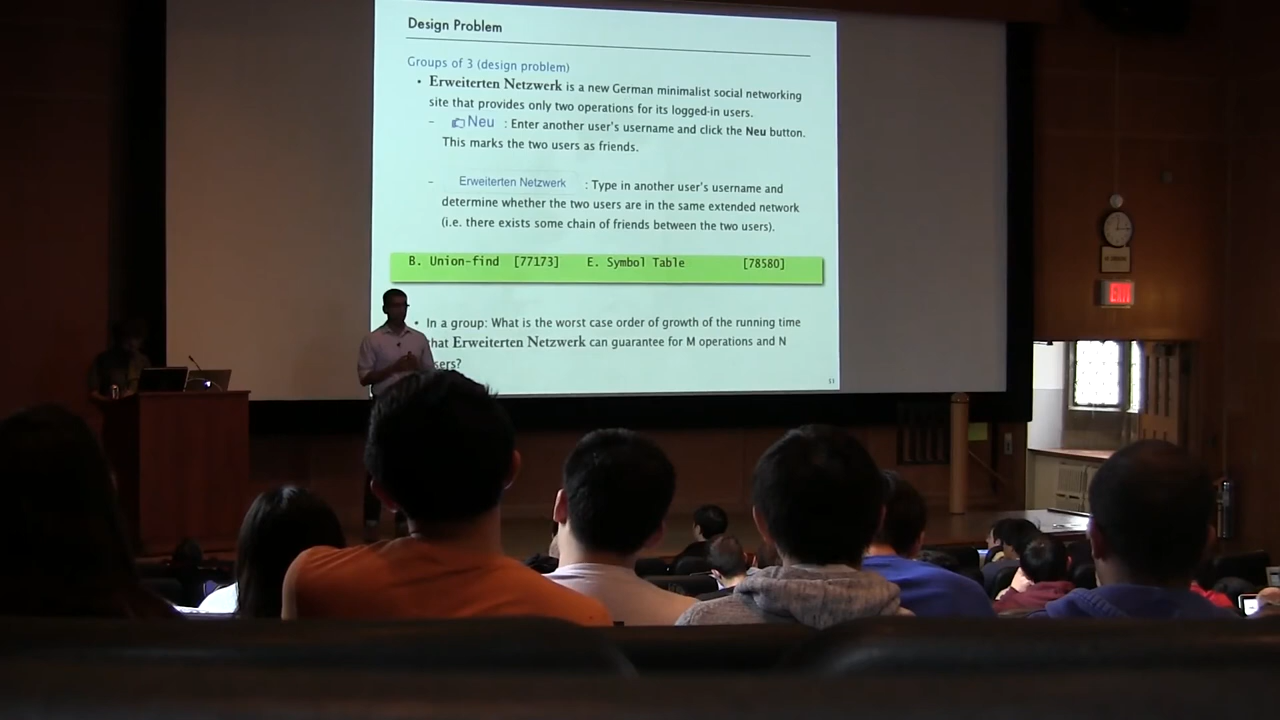 Design Problem
Groups of 3 (design problem)
• Erweiterten Netzwerk is a new German minimalist social networking
site that provides only two operations for its logged-in users.
– Neu : Enter another user's username and click the Neu button.
This marks the two users as friends.
– Erweiterten Netzwerk : Type in another user's username and
determine whether the two users are in the same extended network
(i.e. there exists some chain of friends between the two users).
B. Union-find [77173] E. Symbol Table [78580]
• In a group: What is the worst case order of growth of the running time
that Erweiterten Netzwerk can guarantee for M operations and N
users?
51
EXIT